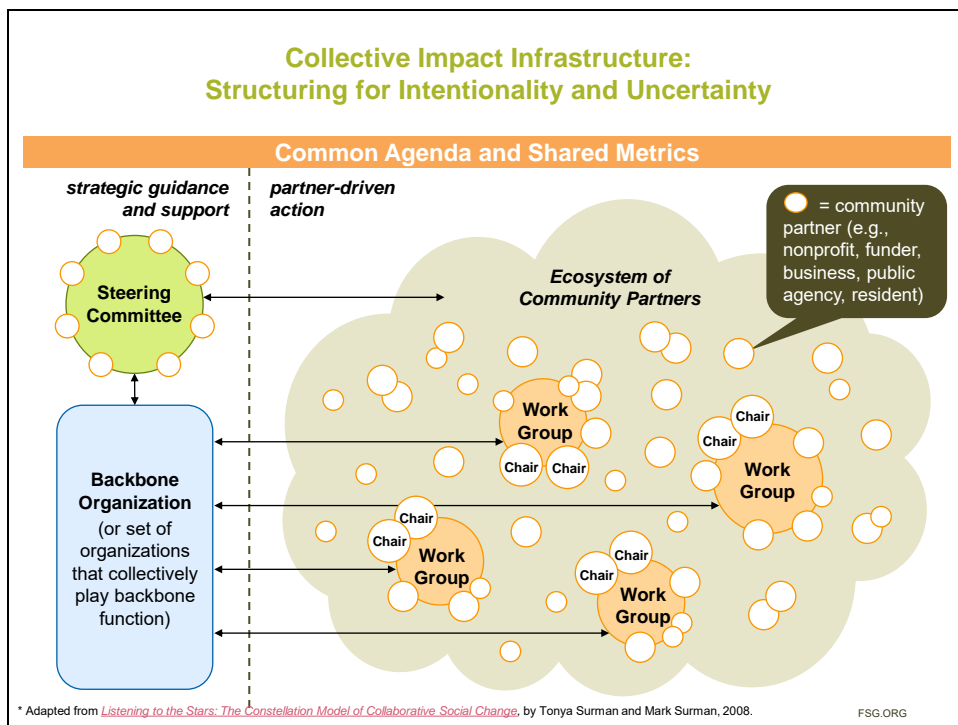 Collective Impact Infrastructure:
Structuring for Intentionality and Uncertainty
Common Agenda and Shared Metrics
strategic guidance
and support
partner-driven
action
= community
partner (e.g.,
nonprofit, funder,
business, public
agency, resident)
Steering
Committee
Ecosystem of
Community Partners
Work
Group
Chair
Chair
Chair
Chair
Work
Group
Backbone
Organization
(or set of
organizations
that collectively
play backbone
function)
Chair
Chair
Work
Group
Chair
Chair
Work
Group
* Adapted from Listening to the Stars: The Constellation Model of Collaborative Social Change, by Tonya Surman and Mark Surman, 2008.
FSG.ORG